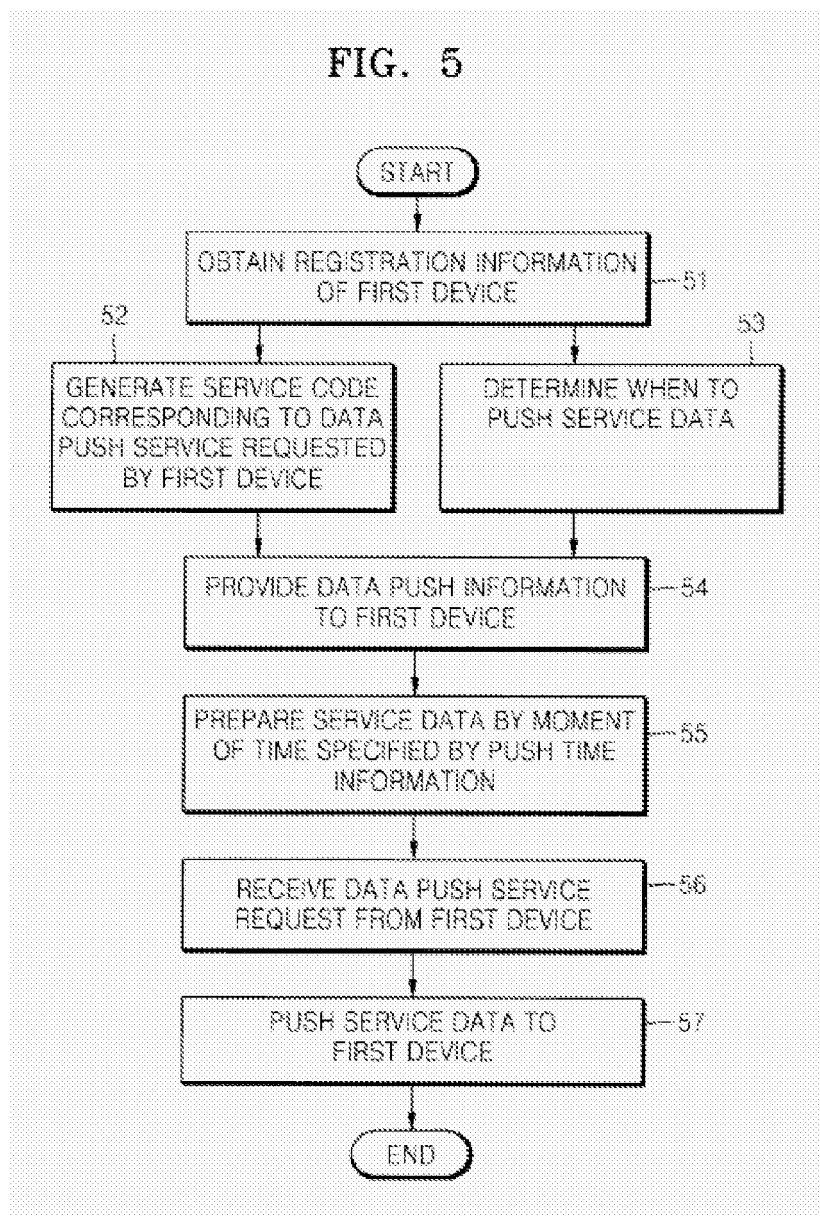 FIG. 5
START
OBTAIN REGISTRATION INFORMATION
OF FIRST DEVICE
51
52
GENERATE SERVICE CODE
CORRESPONDING TO DATA
PUSH SERVICE REQUESTED
BY FIRST DEVICE
53
DETERMINE WHEN TO
PUSH SERVICE DATA
PROVIDE DATA PUSH INFORMATION
TO FIRST DEVICE
54
PREPARE SERVICE DATA BY MOMENT
OF TIME SPECIFIED BY PUSH TIME
INFORMATION
55
RECEIVE DATA PUSH SERVICE
REQUEST FROM FIRST DEVICE
56
PUSH SERVICE DATA TO
FIRST DEVICE
57
END